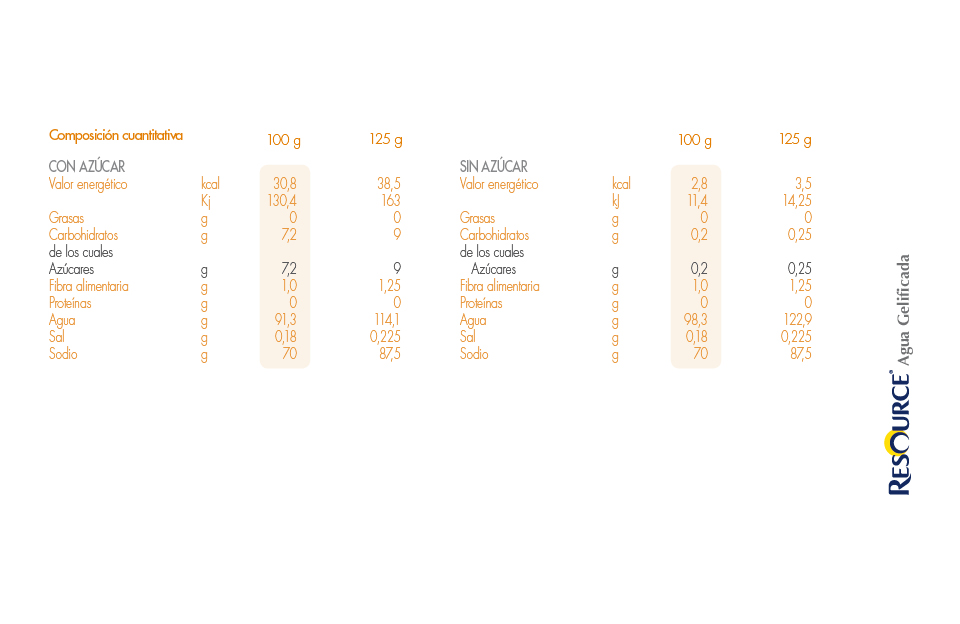 Composición cuantitativa 100 g 125 g
CON AZÚCAR
Valor energético kcal 30,8 38,5
Kj 130,4 163
Grasas g 0 0
Carbohidratos g 7,2 9
de los cuales
Azúcares g 7,2 9
Fibra alimentaria g 1,0 1,25
Proteínas g 0 0
Agua g 91,3 114,1
Sal g 0,18 0,225
Sodio g 70 87,5
100 g 125 g
SIN AZÚCAR
Valor energético kcal 2,8 3,5
kJ 11,4 14,25
Grasas g 0 0
Carbohidratos g 0,2 0,25
de los cuales
Azúcares g 0,2 0,25
Fibra alimentaria g 1,0 1,25
Proteínas g 0 0
Agua g 98,3 122,9
Sal g 0,18 0,225
Sodio g 70 87,5
RESOURCE® Agua Gelificada